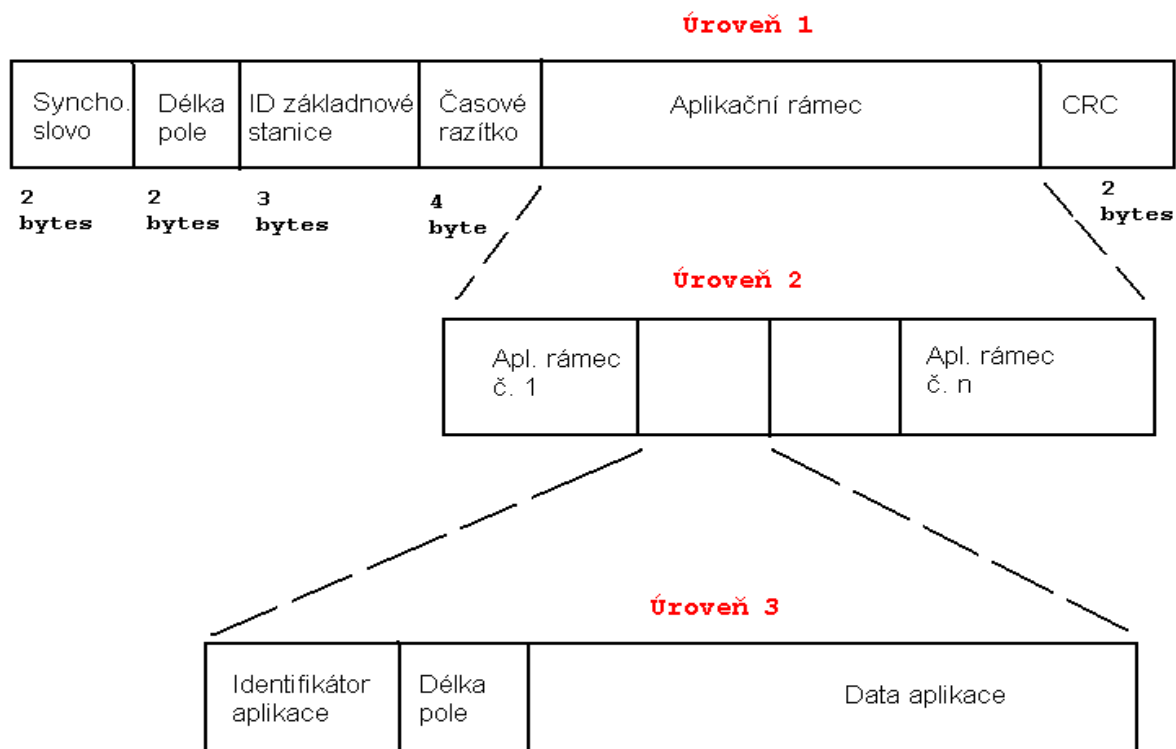 Úroveň 1
Syncho.
slovo
Délka
pole
ID základnové
stanice
Časové
razítko
Aplikační rámec
CRC
2
bytes
2
bytes
3
bytes
4
byte
2
bytes
Úroveň 2
Apl. rámec
č. 1
Apl. rámec
č. n
Úroveň 3
Identifikátor
aplikace
Délka
pole
Data aplikace